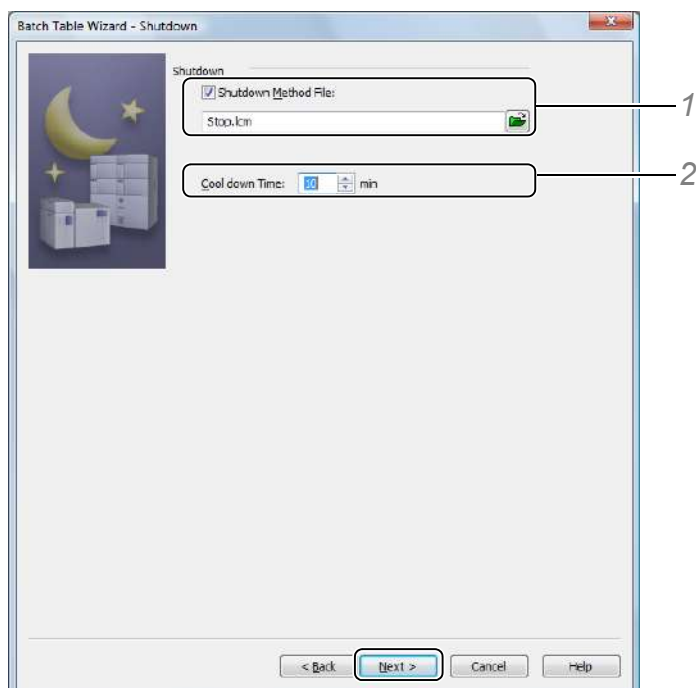 Batch Table Wizard - Shutdown
Shutdown
Shutdown Method File:
1
Stop.lcm
Cool down Time: 10 min
2
< Back Next > Cancel Help